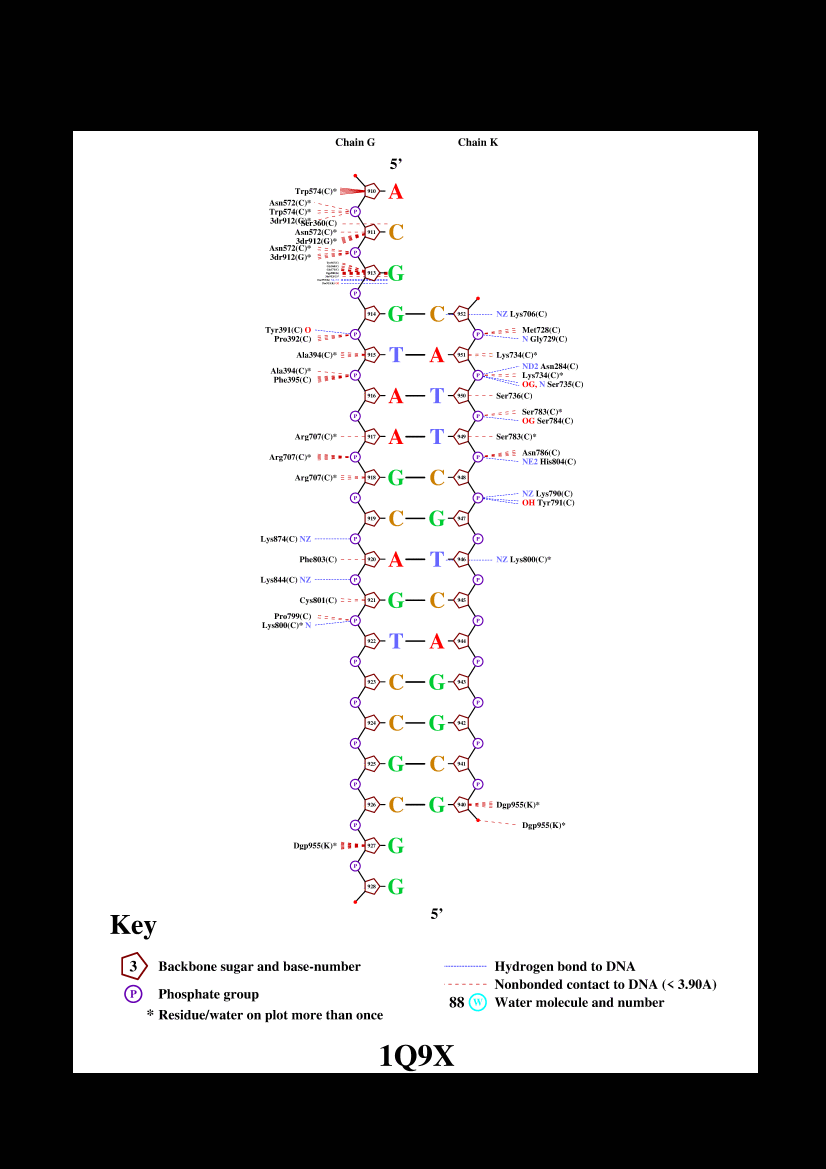 Chain G Chain K
5'
Trp574(C)* 910 A
Asn572(C)*
Trp574(C)* P
3dr912(G)*
Ser360(C)
Asn572(C)* 911 C
3dr912(G)*
Asn572(C)* P
3dr912(G)*
913 G
P
914 G C 952 NZ Lys706(C)
Tyr391(C) O P P Met728(C)
Pro392(C) N Gly729(C)
Ala394(C)* 915 T A 951 Lys734(C)*
ND2 Asn284(C)
Ala394(C)* P P Lys734(C)*
Phe395(C) OG, N Ser735(C)
916 A T 950 Ser736(C)
P P Ser783(C)*
OG Ser784(C)
Arg707(C)* 917 A T 949 Ser783(C)*
Arg707(C)* P P Asn786(C)
NE2 His804(C)
Arg707(C)* 918 G C 948
P P NZ Lys790(C)
OH Tyr791(C)
919 C G 947
Lys874(C) NZ P P
Phe803(C) 920 A T 946 NZ Lys800(C)*
Lys844(C) NZ P P
Cys801(C) 921 G C 945
Pro799(C) P P
Lys800(C)* N
922 T A 944
P P
923 C G 943
P P
924 C G 942
P P
925 G C 941
P P
926 C G 940 Dgp955(K)*
P Dgp955(K)*
Dgp955(K)* 927 G
P
928 G
5'
Key
3 Backbone sugar and base-number
P Phosphate group
* Residue/water on plot more than once
Hydrogen bond to DNA
Nonbonded contact to DNA (< 3.90A)
88 W Water molecule and number
1Q9X